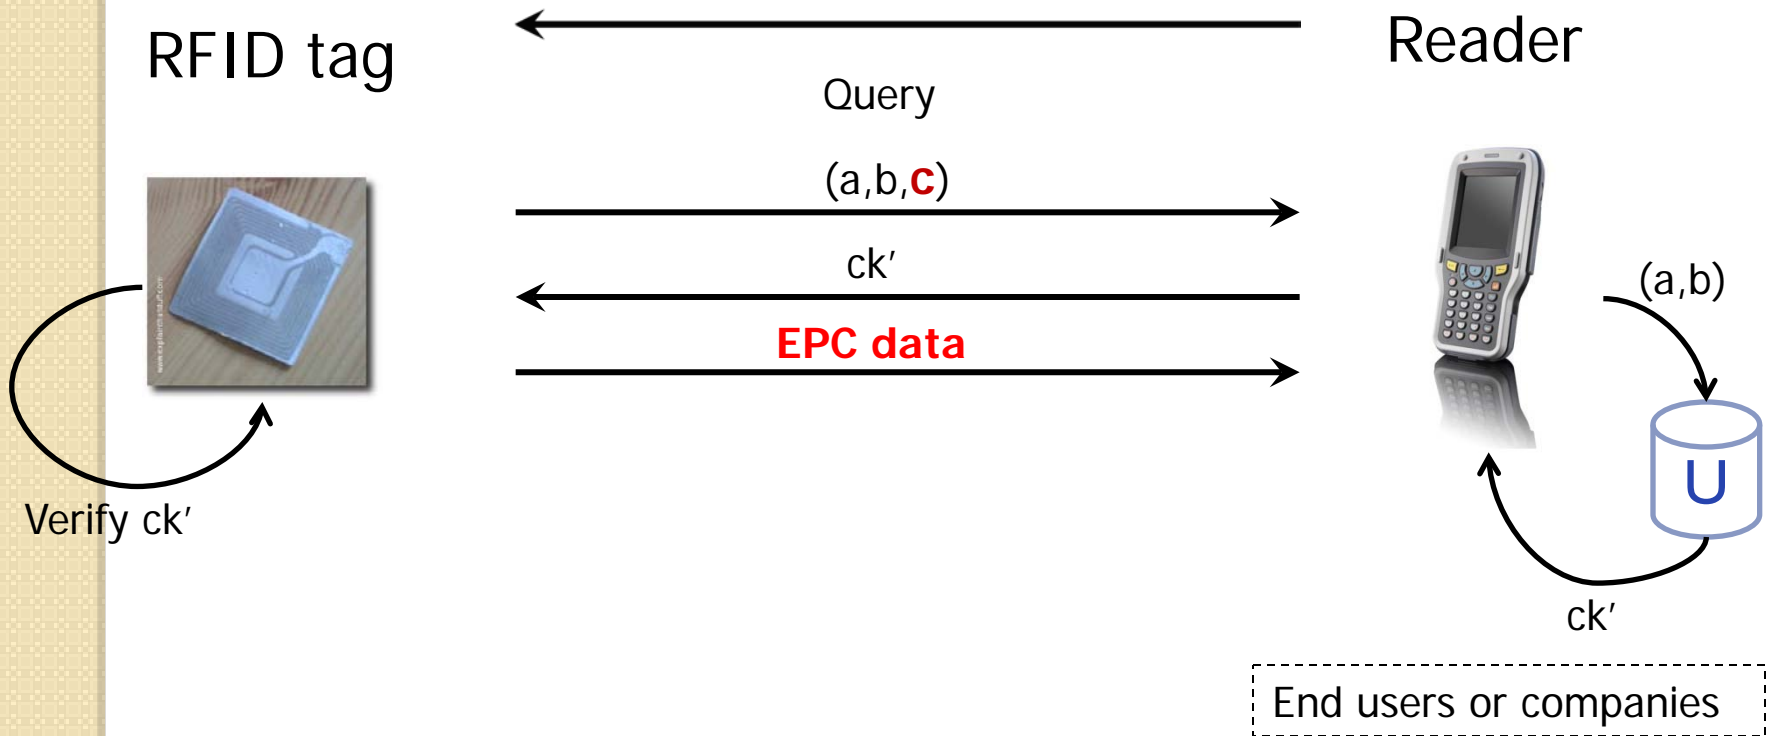 RFID tag
Reader
Query
(a,b,c)
ck′
EPC data
(a,b)
U
Verify ck′
ck′
End users or companies